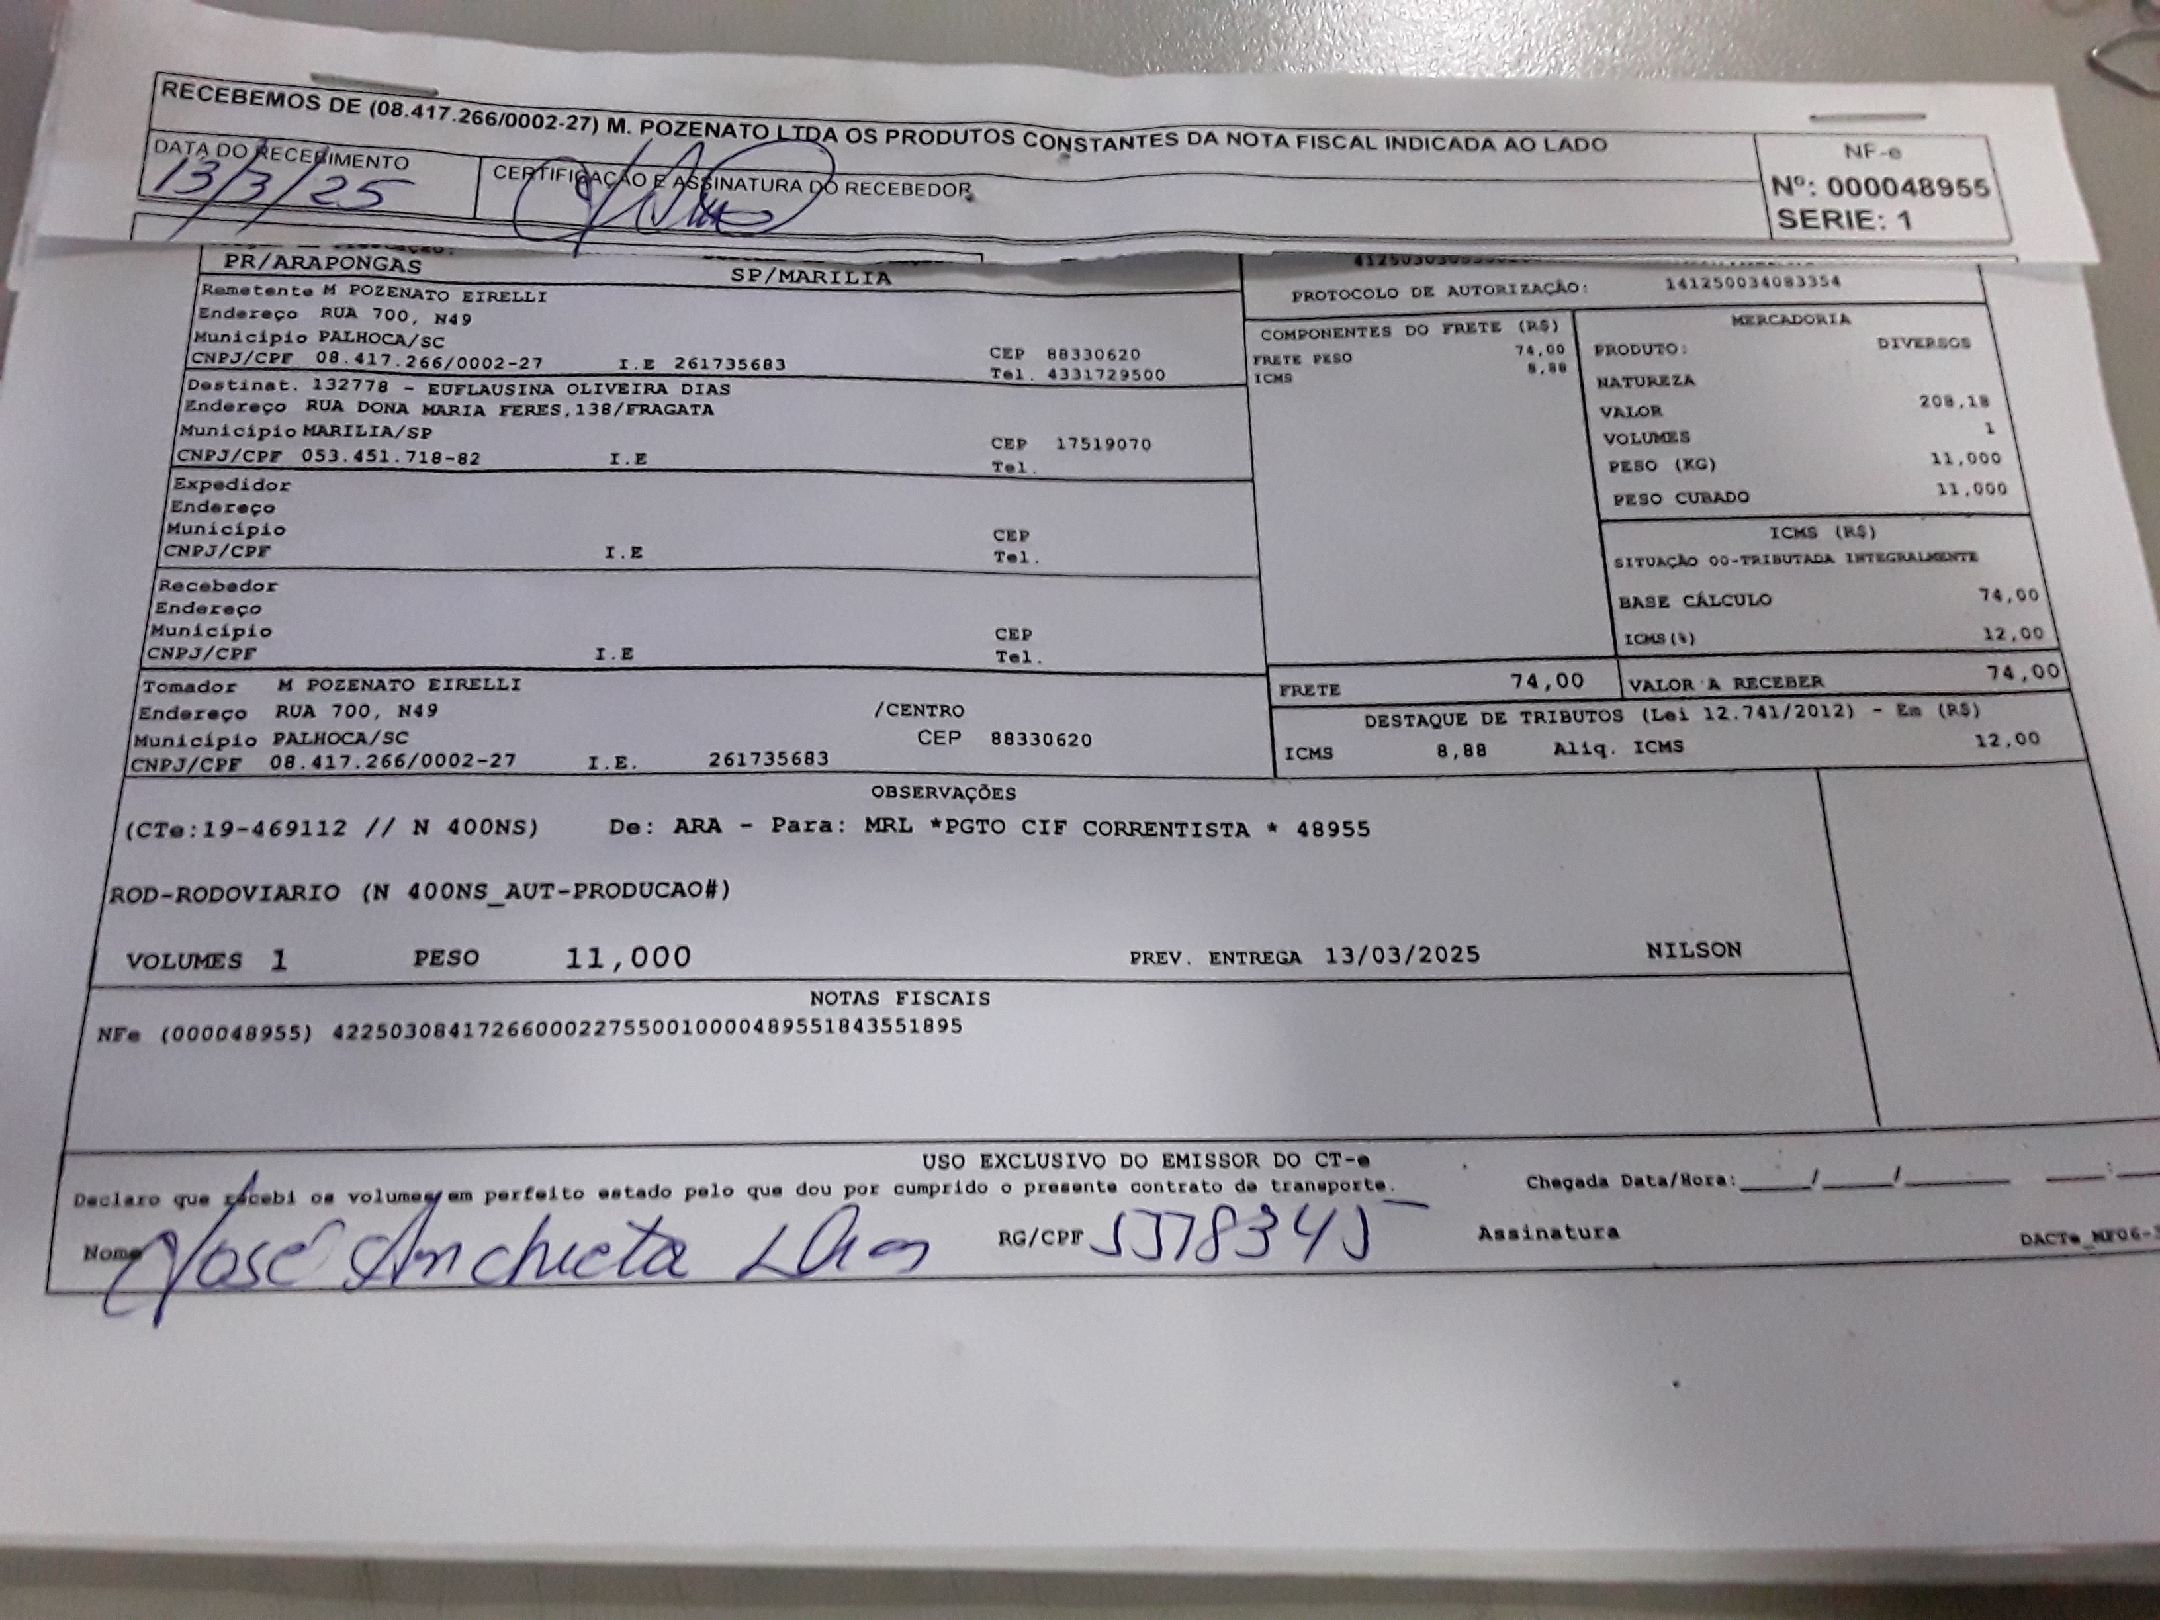 RECEBEMOS DE (08.417.266/0002-27) M. POZENATO LTDA OS PRODUTOS CONSTANTES DA NOTA FISCAL INDICADA AO LADO
DATA DO RECEBIMENTO
13/3/25
CERTIFICAÇÃO E ASSINATURA DO RECEBEDOR
NF-e
Nº: 000048955
SERIE: 1
PR/ARAPONGAS
SP/MARILIA
Remetente M POZENATO EIRELLI
Endereço RUA 700, N49
Município PALHOCA/SC
CEP 88330620
CNPJ/CPF 08.417.266/0002-27 I.E 261735683
Tel. 4331729500
Destinat. 132778 - EUFLAUSINA OLIVEIRA DIAS
Endereço RUA DONA MARIA FERES,138/FRAGATA
Município MARILIA/SP
CEP 17519070
CNPJ/CPF 053.451.718-82 I.E
Tel.
Expedidor
Endereço
Município
CEP
CNPJ/CPF I.E
Tel.
Recebedor
Endereço
Município
CEP
CNPJ/CPF I.E
Tel.
Tomador M POZENATO EIRELLI
Endereço RUA 700, N49 /CENTRO
Município PALHOCA/SC CEP 88330620
CNPJ/CPF 08.417.266/0002-27 I.E. 261735683
PROTOCOLO DE AUTORIZAÇÃO: 141250034083354
COMPONENTES DO FRETE (R$)
FRETE PESO 74,00
ICMS 8,88
MERCADORIA
PRODUTO: DIVERSOS
NATUREZA
VALOR 208,18
VOLUMES 1
PESO (KG) 11,000
PESO CUBADO 11,000
ICMS (R$)
SITUAÇÃO 00-TRIBUTADA INTEGRALMENTE
BASE CÁLCULO 74,00
ICMS(%) 12,00
FRETE 74,00
VALOR A RECEBER 74,00
DESTAQUE DE TRIBUTOS (Lei 12.741/2012) - Em (R$)
ICMS 8,88 Aliq. ICMS 12,00
OBSERVAÇÕES
(CTe:19-469112 // N 400NS) De: ARA - Para: MRL *PGTO CIF CORRENTISTA * 48955
ROD-RODOVIARIO (N 400NS_AUT-PRODUCAO#)
VOLUMES 1 PESO 11,000 PREV. ENTREGA 13/03/2025 NILSON
NOTAS FISCAIS
NFe (000048955) 42250308417266000227550010000489551843551895
USO EXCLUSIVO DO EMISSOR DO CT-e
Declaro que recebi os volumes em perfeito estado pelo que dou por cumprido o presente contrato de transporte.
Chegada Data/Hora:_____/_____/_______ ____:___
Nome José Anchieta Dias
RG/CPF 5578345
Assinatura